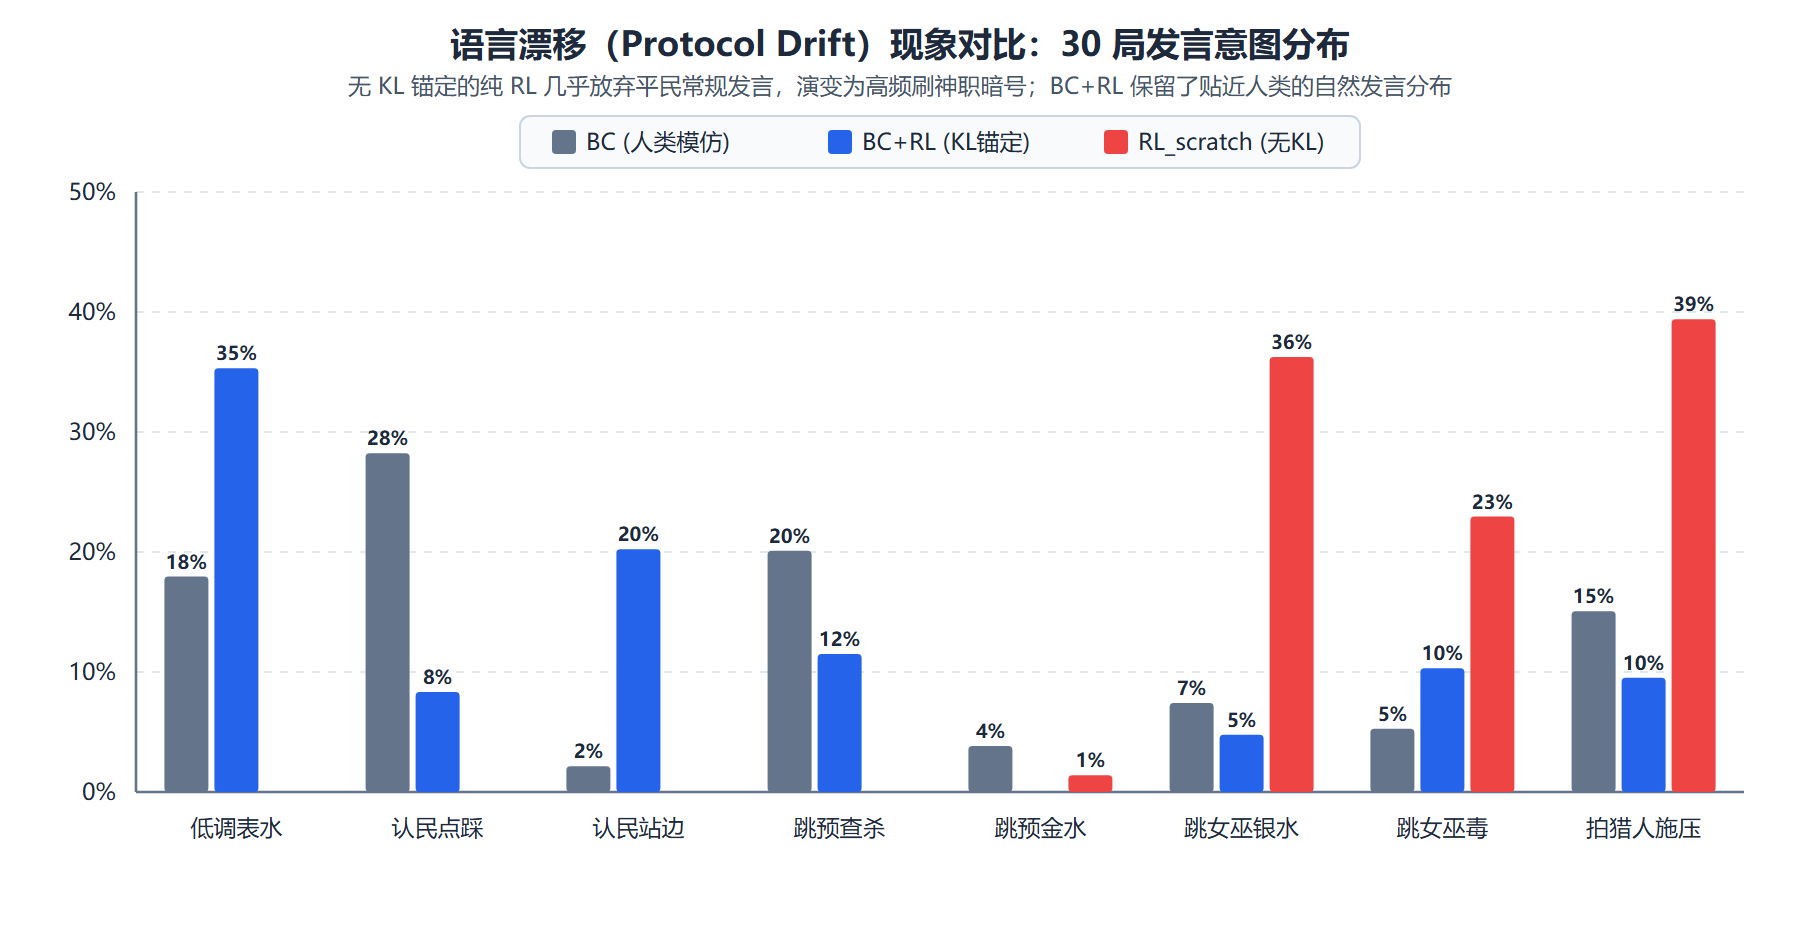 语言漂移（Protocol Drift）现象对比：30 局发言意图分布
无 KL 锚定的纯 RL 几乎放弃平民常规发言，演变为高频刷神职暗号；BC+RL 保留了贴近人类的自然发言分布
BC (人类模仿) BC+RL (KL锚定) RL_scratch (无KL)
50%
40%
30%
20%
10%
0%
18% 35%
28% 8%
2% 20%
20% 12%
4% 1%
7% 5% 36%
5% 10% 23%
15% 10% 39%
低调表水 认民点踩 认民站边 跳预查杀 跳预金水 跳女巫银水 跳女巫毒 拍猎人施压